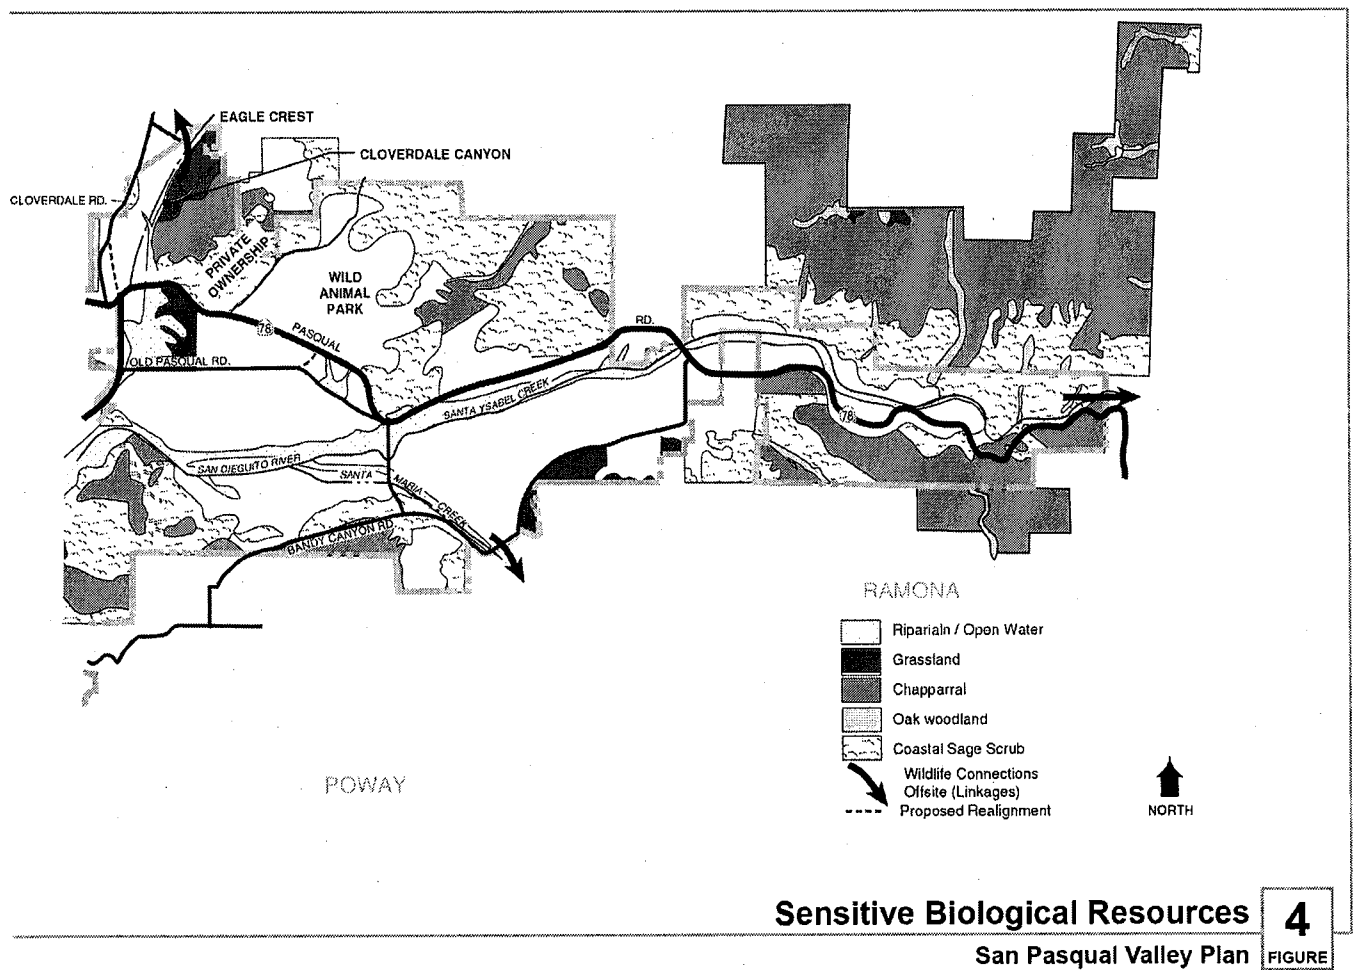 EAGLE CREST
CLOVERDALE CANYON
CLOVERDALE RD.
PRIVATE
OWNERSHIP
WILD
ANIMAL
PARK
78
PASQUAL
RD.
OLD PASQUAL RD.
SANTA YSABEL CREEK
78
SAN DIEGUITO RIVER
SANTA
MARIA
CREEK
BANDY CANYON RD
RAMONA
Ripariain / Open Water
Grassland
Chapparral
Oak woodland
Coastal Sage Scrub
Wildlife Connections
Offsite (Linkages)
Proposed Realignment
NORTH
POWAY
Sensitive Biological Resources
San Pasqual Valley Plan
4
FIGURE